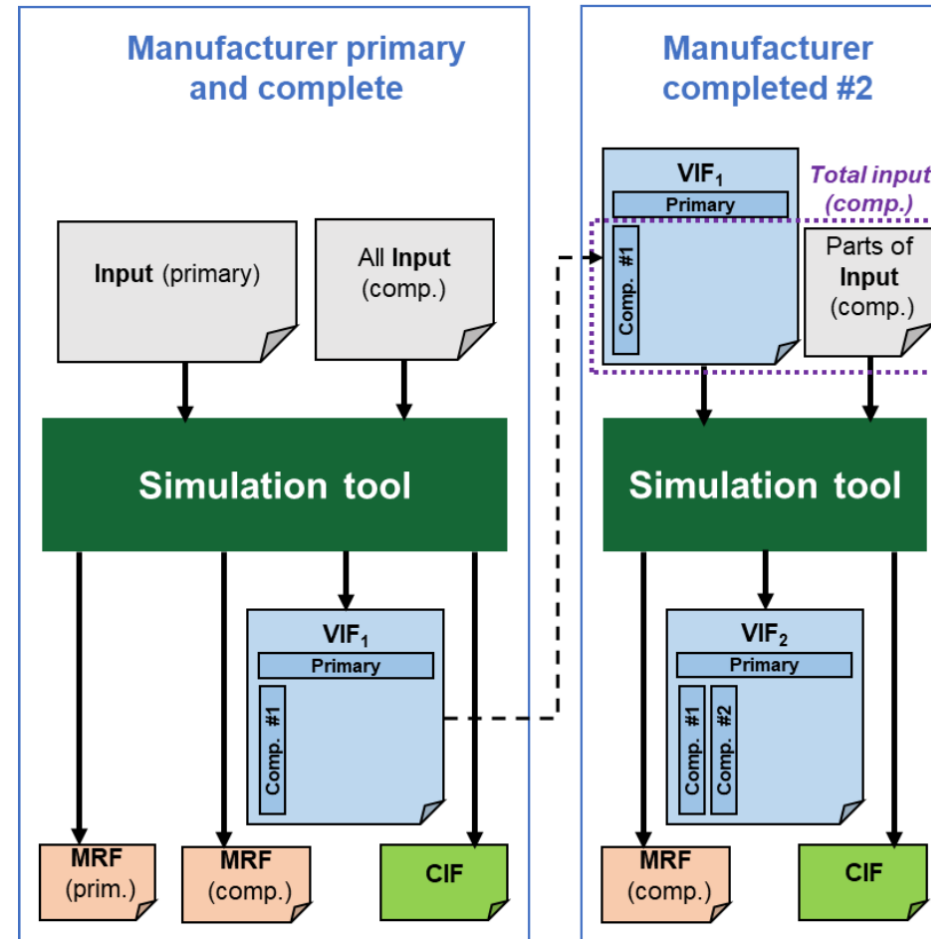 Manufacturer primary
and complete
Input (primary)
All Input
(comp.)
Simulation tool
VIF₁
Primary
Comp. #1
MRF
(prim.)
MRF
(comp.)
CIF
Manufacturer
completed #2
VIF₁
Primary
Comp. #1
Total input
(comp.)
Parts of
Input
(comp.)
Simulation tool
VIF₂
Primary
Comp. #1
Comp. #2
MRF
(comp.)
CIF